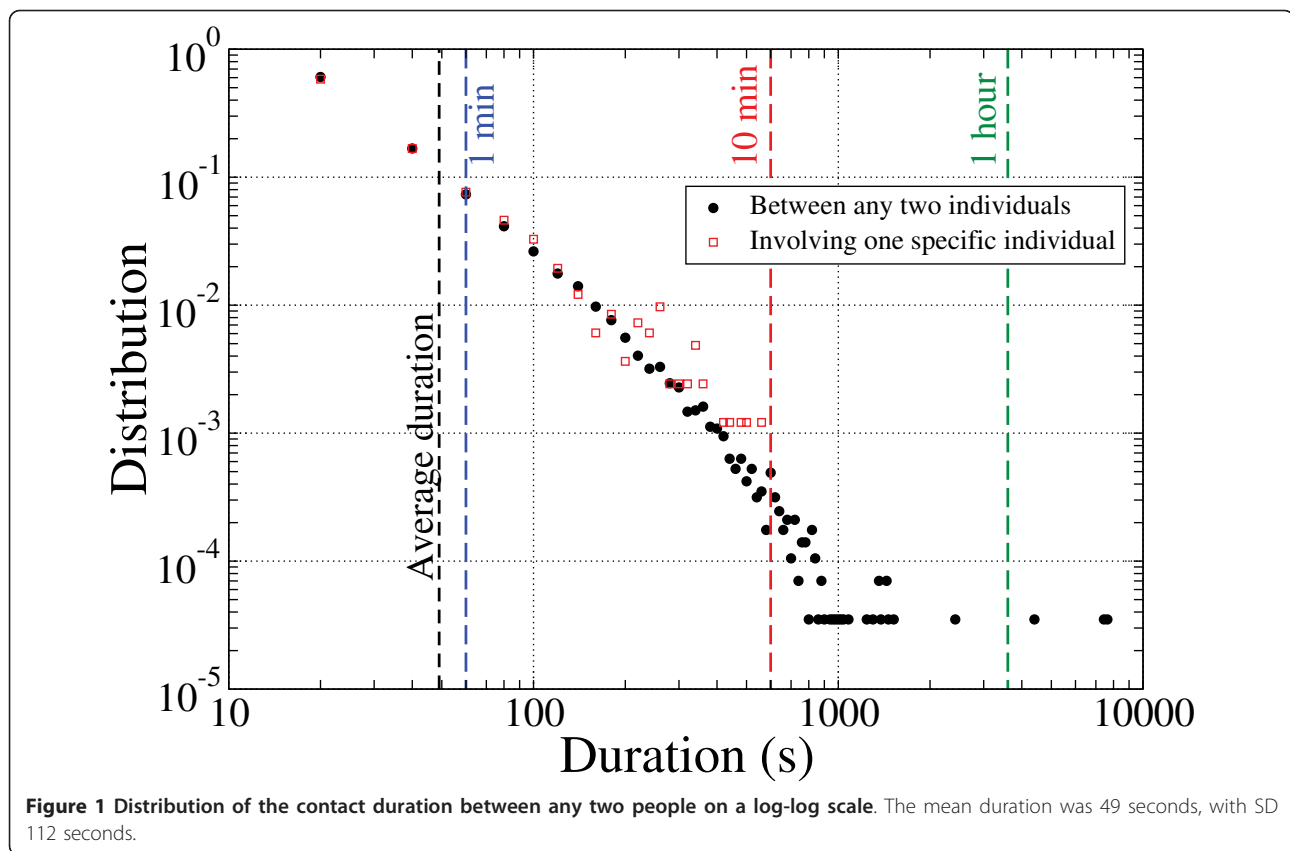 10^0
10^-1
10^-2
10^-3
10^-4
10^-5
Distribution
Average duration
1 min
10 min
1 hour
Between any two individuals
Involving one specific individual
10
100
1000
10000
Duration (s)
Figure 1 Distribution of the contact duration between any two people on a log-log scale. The mean duration was 49 seconds, with SD
112 seconds.